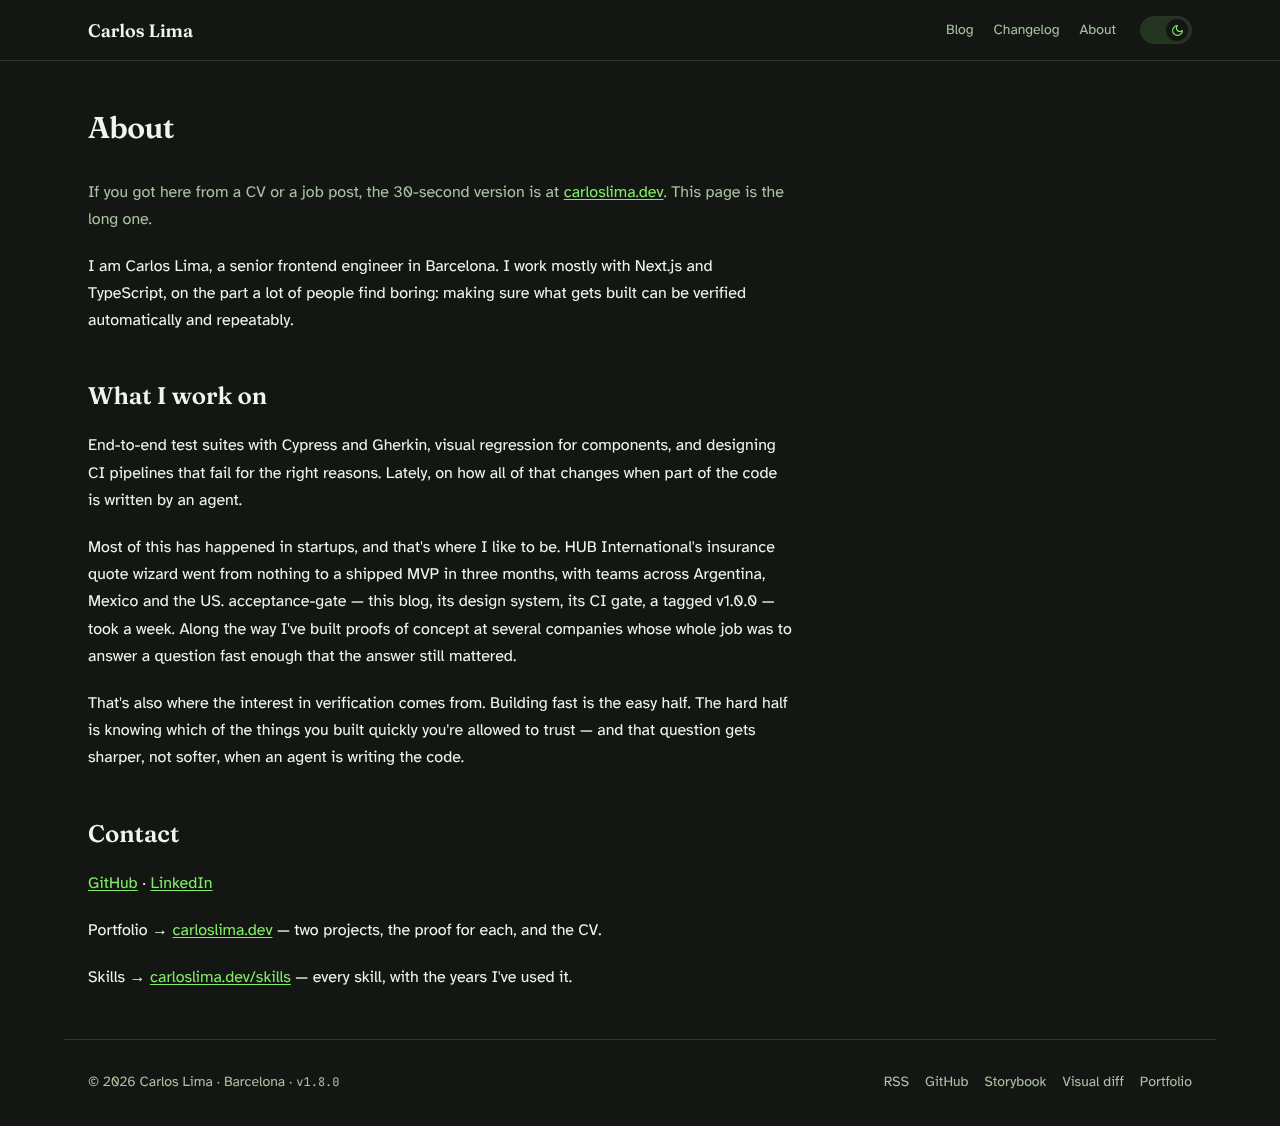 Carlos Lima
Blog
Changelog
About
About
If you got here from a CV or a job post, the 30-second version is at carloslima.dev. This page is the
long one.
I am Carlos Lima, a senior frontend engineer in Barcelona. I work mostly with Next.js and
TypeScript, on the part a lot of people find boring: making sure what gets built can be verified
automatically and repeatably.
What I work on
End-to-end test suites with Cypress and Gherkin, visual regression for components, and designing
CI pipelines that fail for the right reasons. Lately, on how all of that changes when part of the code
is written by an agent.
Most of this has happened in startups, and that's where I like to be. HUB International's insurance
quote wizard went from nothing to a shipped MVP in three months, with teams across Argentina,
Mexico and the US. acceptance-gate — this blog, its design system, its CI gate, a tagged v1.0.0 —
took a week. Along the way I've built proofs of concept at several companies whose whole job was to
answer a question fast enough that the answer still mattered.
That's also where the interest in verification comes from. Building fast is the easy half. The hard half
is knowing which of the things you built quickly you're allowed to trust — and that question gets
sharper, not softer, when an agent is writing the code.
Contact
GitHub · LinkedIn
Portfolio → carloslima.dev — two projects, the proof for each, and the CV.
Skills → carloslima.dev/skills — every skill, with the years I've used it.
© 2026 Carlos Lima · Barcelona · v1.8.0
RSS
GitHub
Storybook
Visual diff
Portfolio